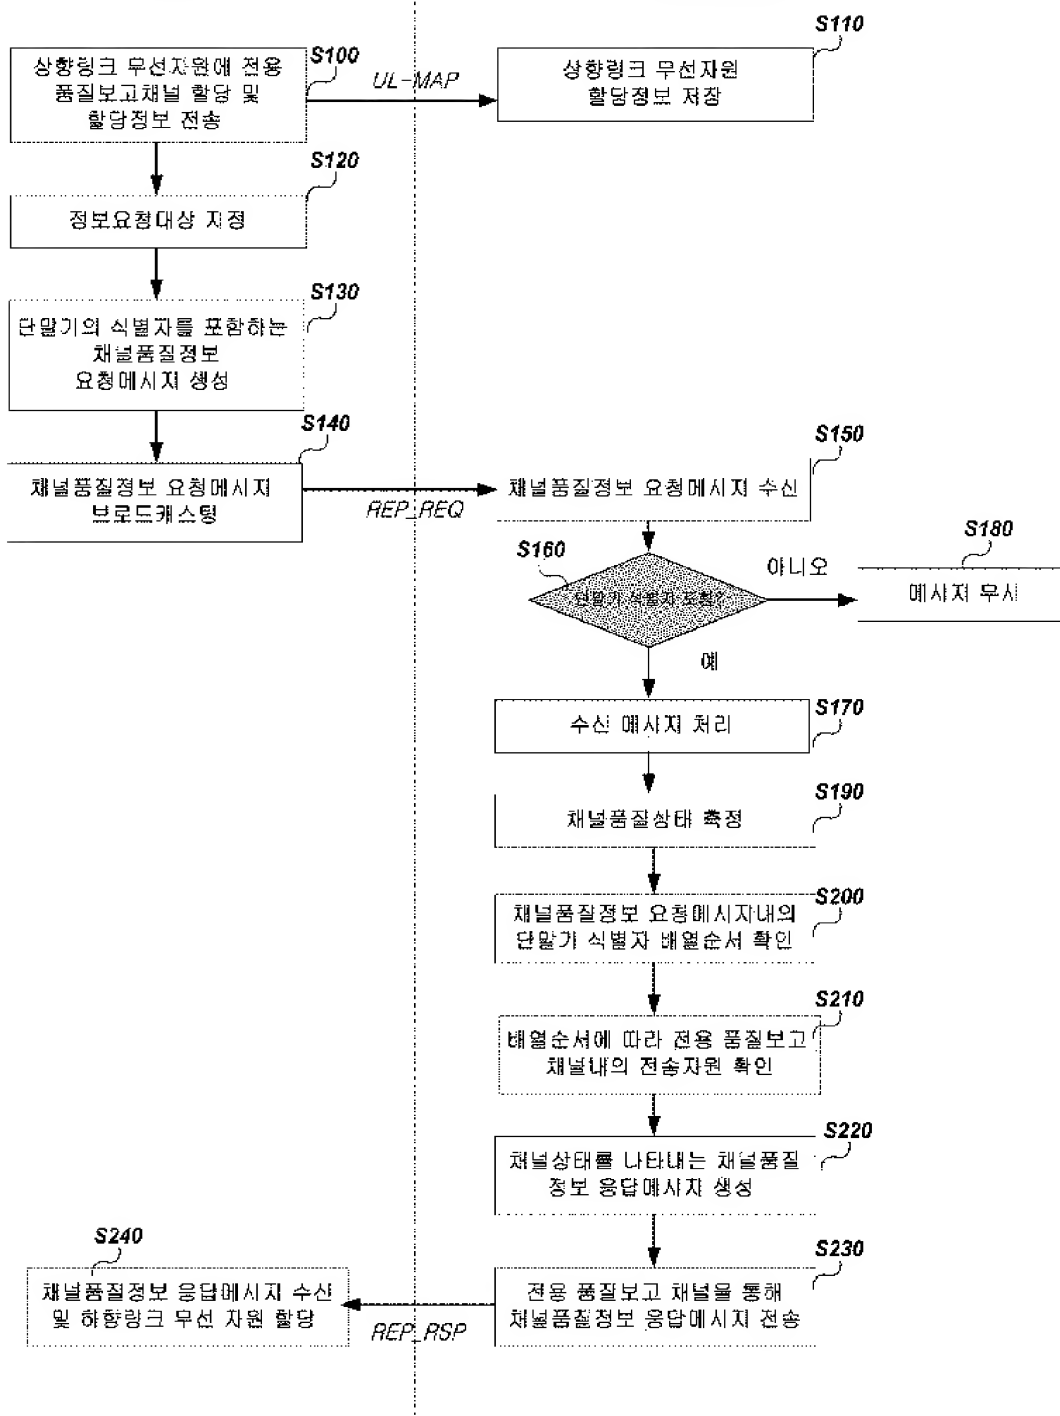 S100
상향링크 무선자원에 전용
품질보고채널 할당 및
할당정보 전송
UL-MAP
S110
상향링크 무선자원
할당정보 저장
S120
정보요청대상 지정
S130
단말기의 식별자를 포함하는
채널품질정보
요청메시지 생성
S140
채널품질정보 요청메시지
브로드캐스팅
REP_REQ
S150
채널품질정보 요청메시지 수신
S160
단말기 식별자 포함?
아니오
S180
메시지 무시
예
S170
수신 메시지 처리
S190
채널품질상태 측정
S200
채널품질정보 요청메시지내의
단말기 식별자 배열순서 확인
S210
배열순서에 따라 전용 품질보고
채널내의 전송자원 확인
S220
채널상태를 나타내는 채널품질
정보 응답메시지 생성
S230
전용 품질보고 채널을 통해
채널품질정보 응답메시지 전송
REP_RSP
S240
채널품질정보 응답메시지 수신
및 하향링크 무선 자원 할당